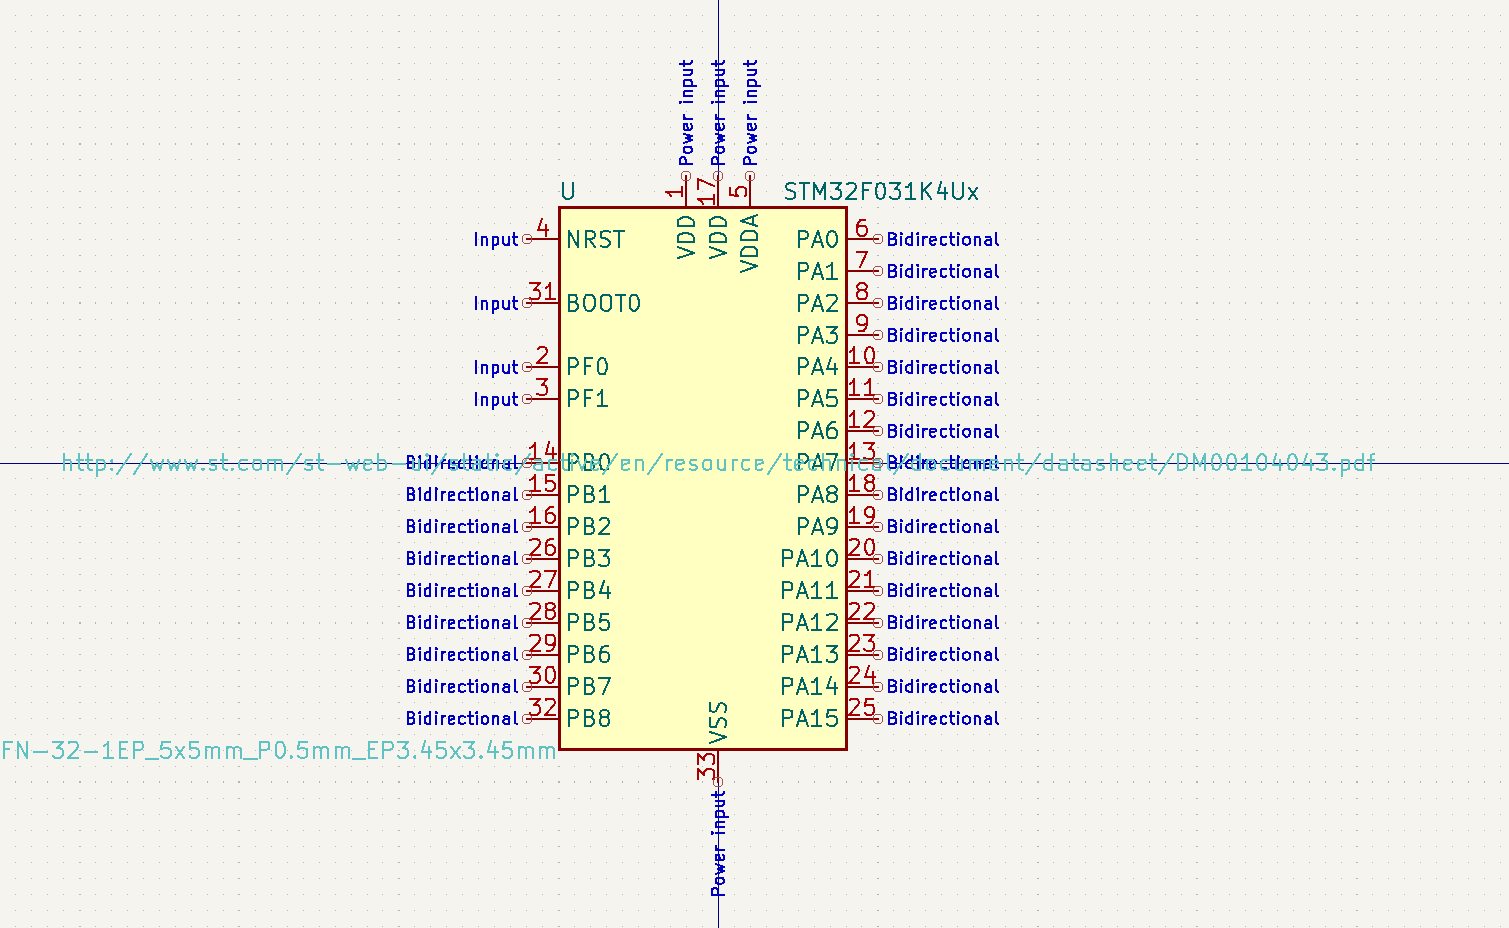 Power input Power input Power input
1 17 5
U STM32F031K4Ux
VDD VDD VDDA
Input 4 NRST PA0 6 Bidirectional
PA1 7 Bidirectional
Input 31 BOOT0 PA2 8 Bidirectional
PA3 9 Bidirectional
Input 2 PF0 PA4 10 Bidirectional
Input 3 PF1 PA5 11 Bidirectional
PA6 12 Bidirectional
Bidirectional 14 PB0 PA7 13 Bidirectional
http://www.st.com/st-web-ui/static/active/en/resource/technical/document/datasheet/DM00104043.pdf
Bidirectional 15 PB1 PA8 18 Bidirectional
Bidirectional 16 PB2 PA9 19 Bidirectional
Bidirectional 26 PB3 PA10 20 Bidirectional
Bidirectional 27 PB4 PA11 21 Bidirectional
Bidirectional 28 PB5 PA12 22 Bidirectional
Bidirectional 29 PB6 PA13 23 Bidirectional
Bidirectional 30 PB7 PA14 24 Bidirectional
Bidirectional 32 PB8 PA15 25 Bidirectional
VSS
FN-32-1EP_5x5mm_P0.5mm_EP3.45x3.45mm
33
Power input